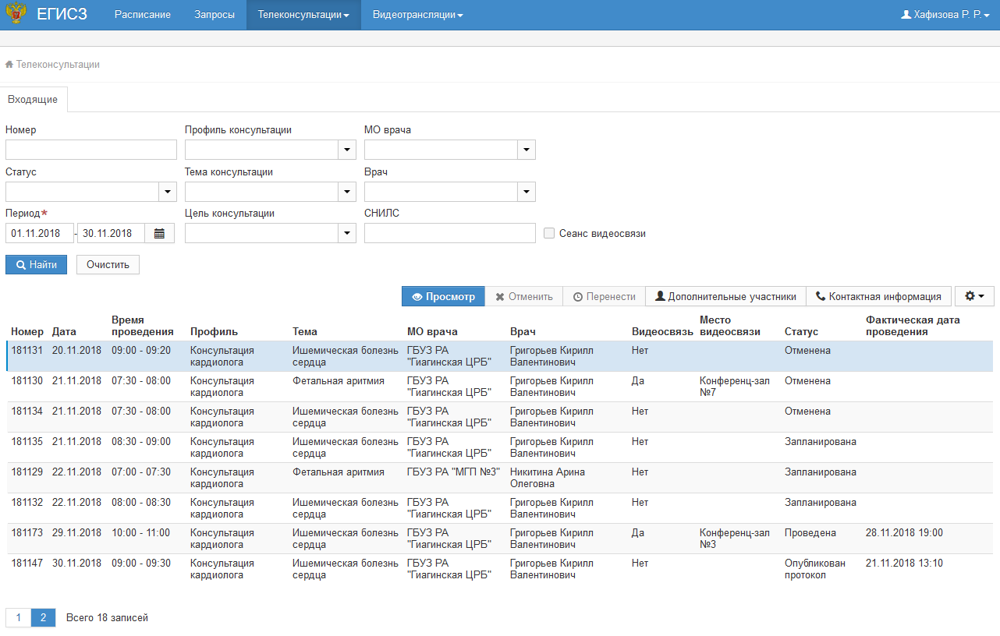 ЕГИСЗ Расписание Запросы Телеконсультации Видеотрансляции Хафизова Р. Р.
Телеконсультации
Входящие
Номер Профиль консультации МО врача
Статус Тема консультации Врач
Период* Цель консультации СНИЛС
01.11.2018 - 30.11.2018 Сеанс видеосвязи
Найти Очистить
Просмотр Отменить Перенести Дополнительные участники Контактная информация
Номер Дата Время проведения Профиль Тема МО врача Врач Видеосвязь Место видеосвязи Статус Фактическая дата проведения
181131 20.11.2018 09:00 - 09:20 Консультация кардиолога Ишемическая болезнь сердца ГБУЗ РА "Гиагинская ЦРБ" Григорьев Кирилл Валентинович Нет Отменена
181130 21.11.2018 07:30 - 08:00 Консультация кардиолога Фетальная аритмия ГБУЗ РА "Гиагинская ЦРБ" Григорьев Кирилл Валентинович Да Конференц-зал №7 Отменена
181134 21.11.2018 07:30 - 08:00 Консультация кардиолога Ишемическая болезнь сердца ГБУЗ РА "Гиагинская ЦРБ" Григорьев Кирилл Валентинович Нет Отменена
181135 21.11.2018 08:30 - 09:00 Консультация кардиолога Ишемическая болезнь сердца ГБУЗ РА "Гиагинская ЦРБ" Григорьев Кирилл Валентинович Нет Запланирована
181129 22.11.2018 07:00 - 07:30 Консультация кардиолога Фетальная аритмия ГБУЗ РА "МГП №3" Никитина Арина Олеговна Нет Запланирована
181132 22.11.2018 08:00 - 08:30 Консультация кардиолога Ишемическая болезнь сердца ГБУЗ РА "Гиагинская ЦРБ" Григорьев Кирилл Валентинович Нет Запланирована
181173 29.11.2018 10:00 - 11:00 Консультация кардиолога Ишемическая болезнь сердца ГБУЗ РА "Гиагинская ЦРБ" Григорьев Кирилл Валентинович Да Конференц-зал №3 Проведена 28.11.2018 19:00
181147 30.11.2018 09:00 - 09:30 Консультация кардиолога Ишемическая болезнь сердца ГБУЗ РА "Гиагинская ЦРБ" Григорьев Кирилл Валентинович Нет Опубликован протокол 21.11.2018 13:10
1 2 Всего 18 записей